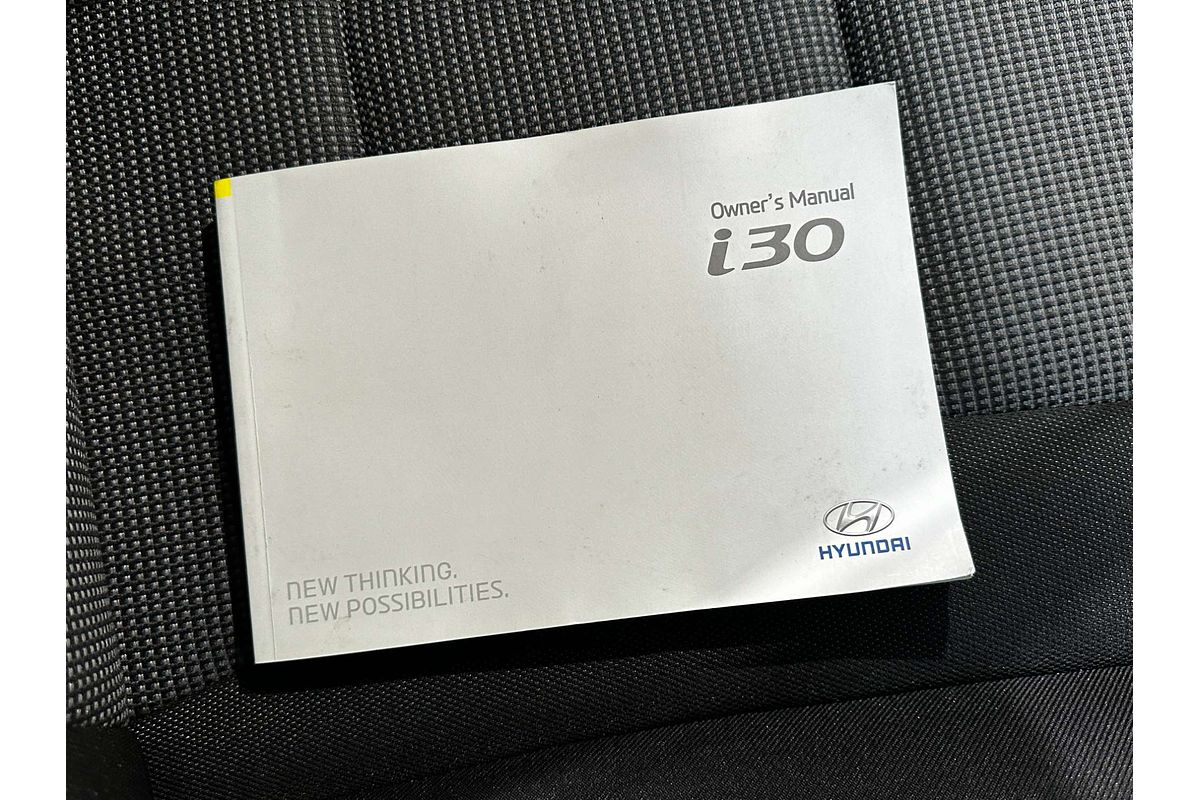 Owner's Manual
i30
HYUNDAI
NEW THINKING.
NEW POSSIBILITIES.